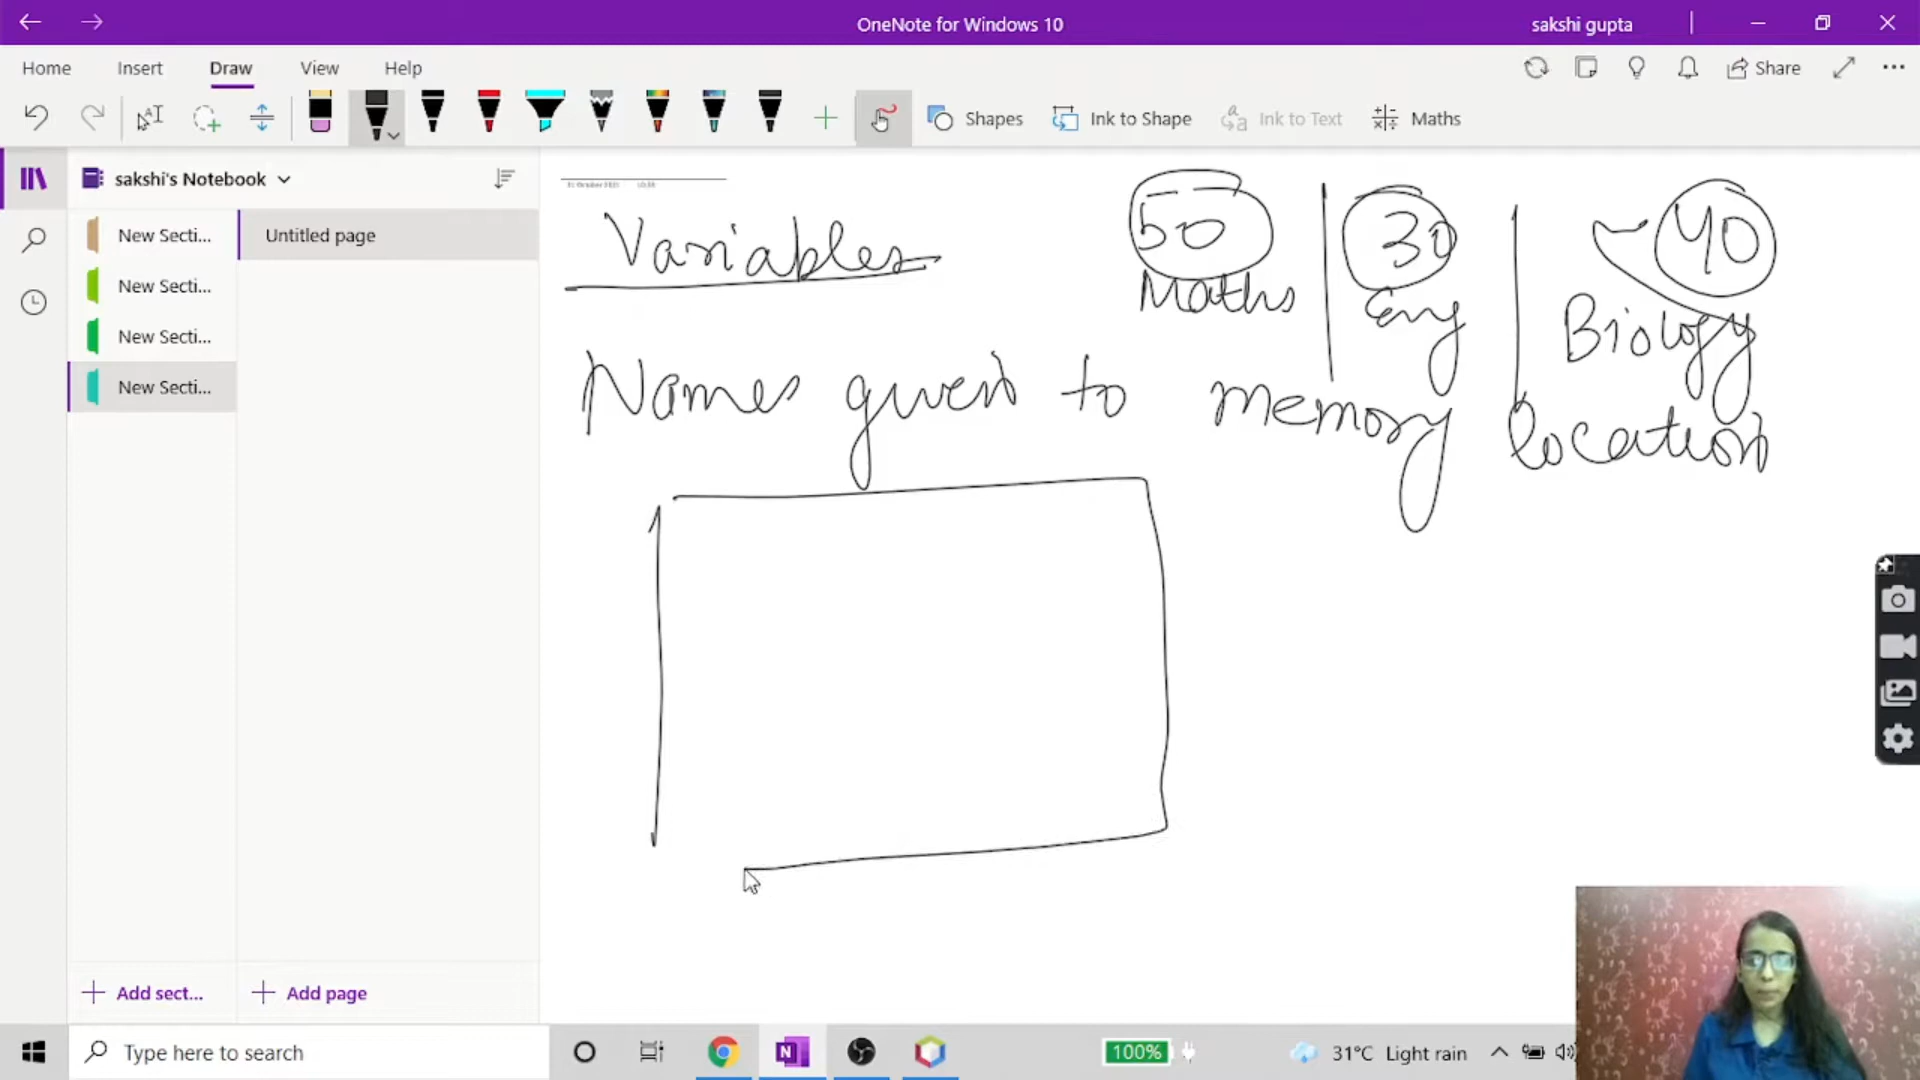 OneNote for Windows 10
sakshi gupta
Home Insert Draw View Help
Share
Shapes Ink to Shape Ink to Text Maths
sakshi's Notebook
New Secti...
New Secti...
New Secti...
New Secti...
Untitled page
Variables
50 30 40
Maths Eng Biology
Names given to memory location
Add sect... Add page
Type here to search
100%
31°C Light rain